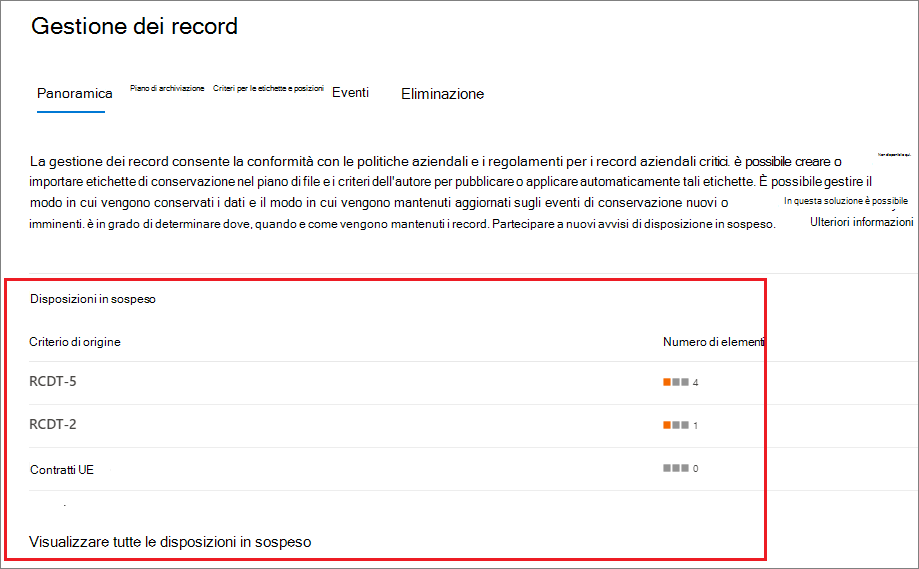 Gestione dei record
Panoramica
Piano di archiviazione
Criteri per le etichette e posizioni
Eventi
Eliminazione
La gestione dei record consente la conformità con le politiche aziendali e i regolamenti per i record aziendali critici. è possibile creare o
importare etichette di conservazione nel piano di file e i criteri dell'autore per pubblicare o applicare automaticamente tali etichette. È possibile gestire il
modo in cui vengono conservati i dati e il modo in cui vengono mantenuti aggiornati sugli eventi di conservazione nuovi o
imminenti. è in grado di determinare dove, quando e come vengono mantenuti i record. Partecipare a nuovi avvisi di disposizione in sospeso.
In questa soluzione è possibile
Ulteriori informazioni
Disposizioni in sospeso
Criterio di origine Numero di elementi
RCDT-5 4
RCDT-2 1
Contratti UE 0
Visualizzare tutte le disposizioni in sospeso